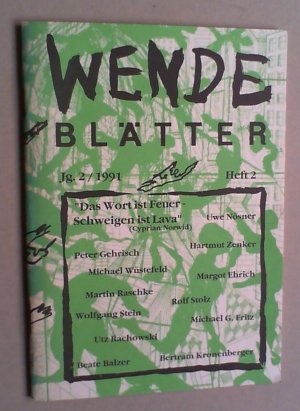 WENDE
BLÄTTER
Jg. 2 / 1991 Heft 2
"Das Wort ist Feuer -
Schweigen ist Lava"
(Cyprian Norwid)
Uwe Nösner
Peter Gehrisch
Hartmut Zenker
Michael Wüstefeld
Margot Ehrich
Martin Raschke
Rolf Stolz
Wolfgang Stein
Michael G. Fritz
Utz Rachowski
Bertram Kronenberger
Beate Balzer